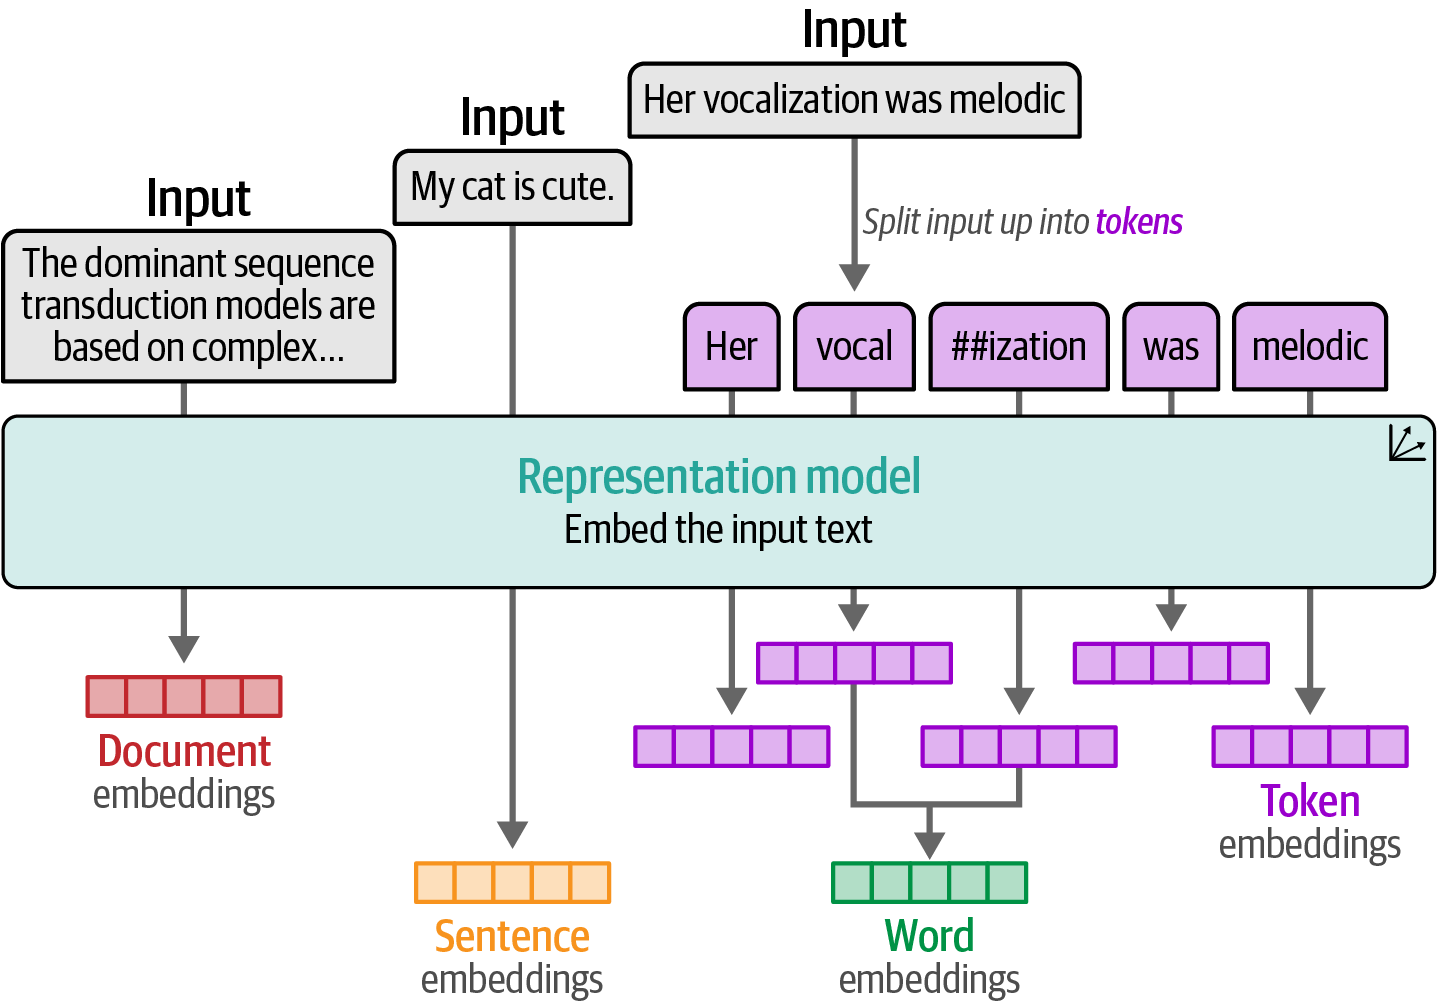 Input
Her vocalization was melodic
Input
My cat is cute.
Input
The dominant sequence
transduction models are
based on complex...
Split input up into tokens
Her
vocal
##ization
was
melodic
Representation model
Embed the input text
Document
embeddings
Sentence
embeddings
Word
embeddings
Token
embeddings